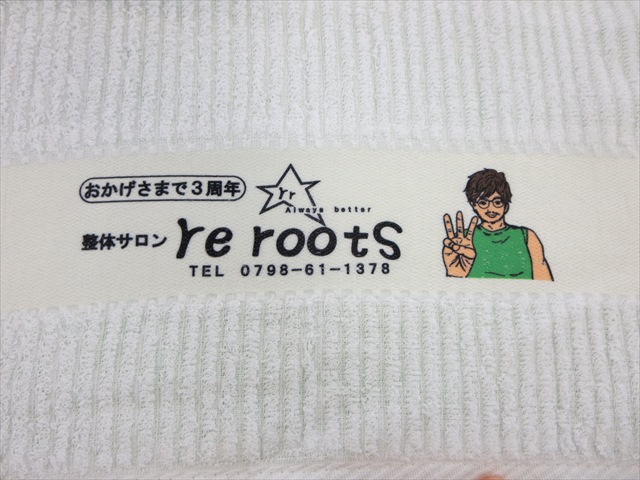 おかげさまで3周年
rr
Always better
整体サロン re roots
TEL 0798-61-1378